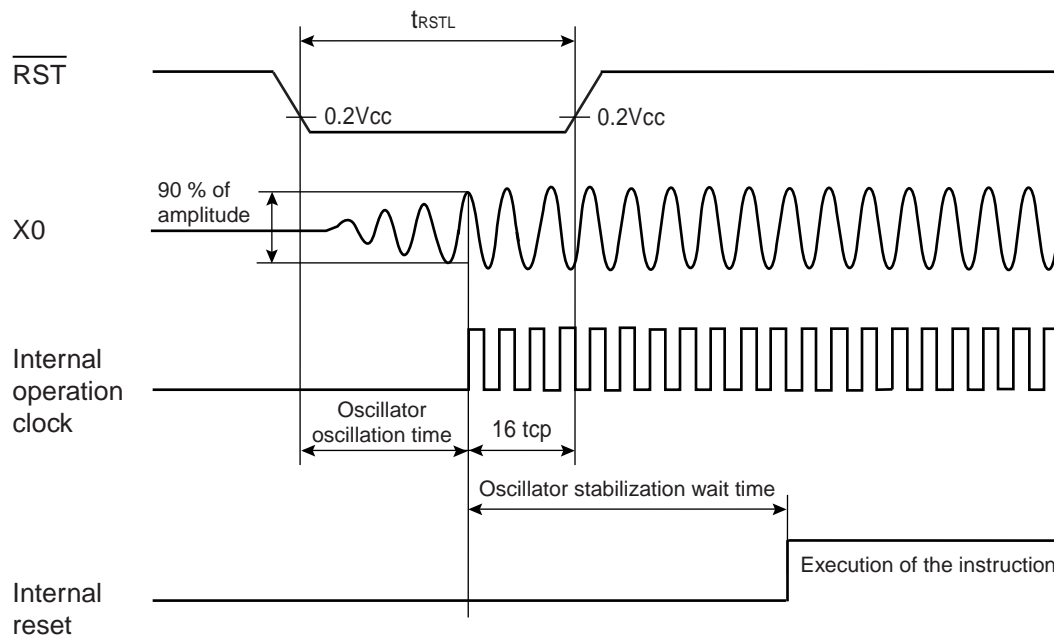 tRSTL
RST
0.2Vcc
0.2Vcc
90 % of
amplitude
X0
Internal
operation
clock
Oscillator
oscillation time
16 tcp
Oscillator stabilization wait time
Execution of the instruction
Internal
reset